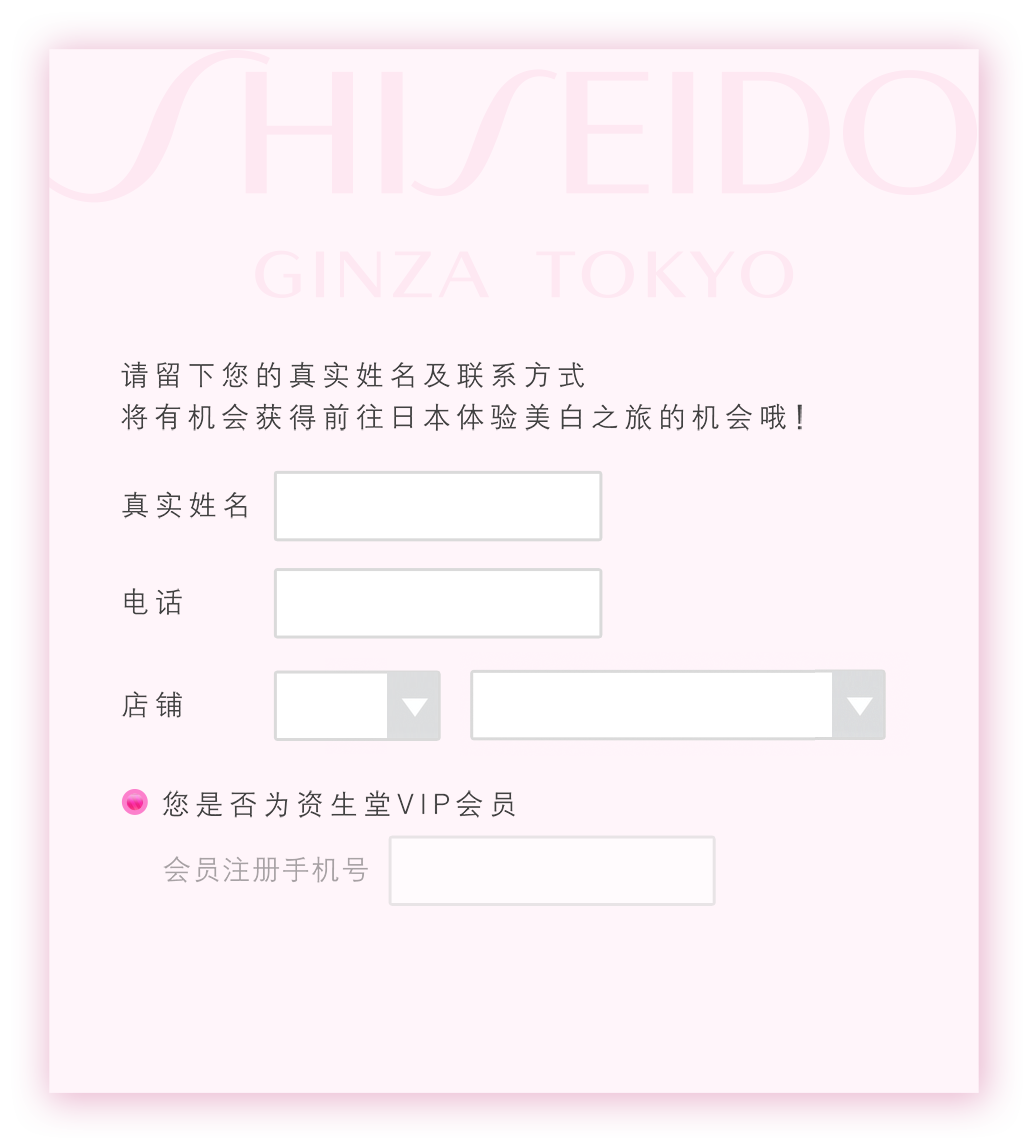 SHISEIDO
GINZA TOKYO
请留下您的真实姓名及联系方式
将有机会获得前往日本体验美白之旅的机会哦！
真实姓名
电话
店铺
您是否为资生堂VIP会员
会员注册手机号